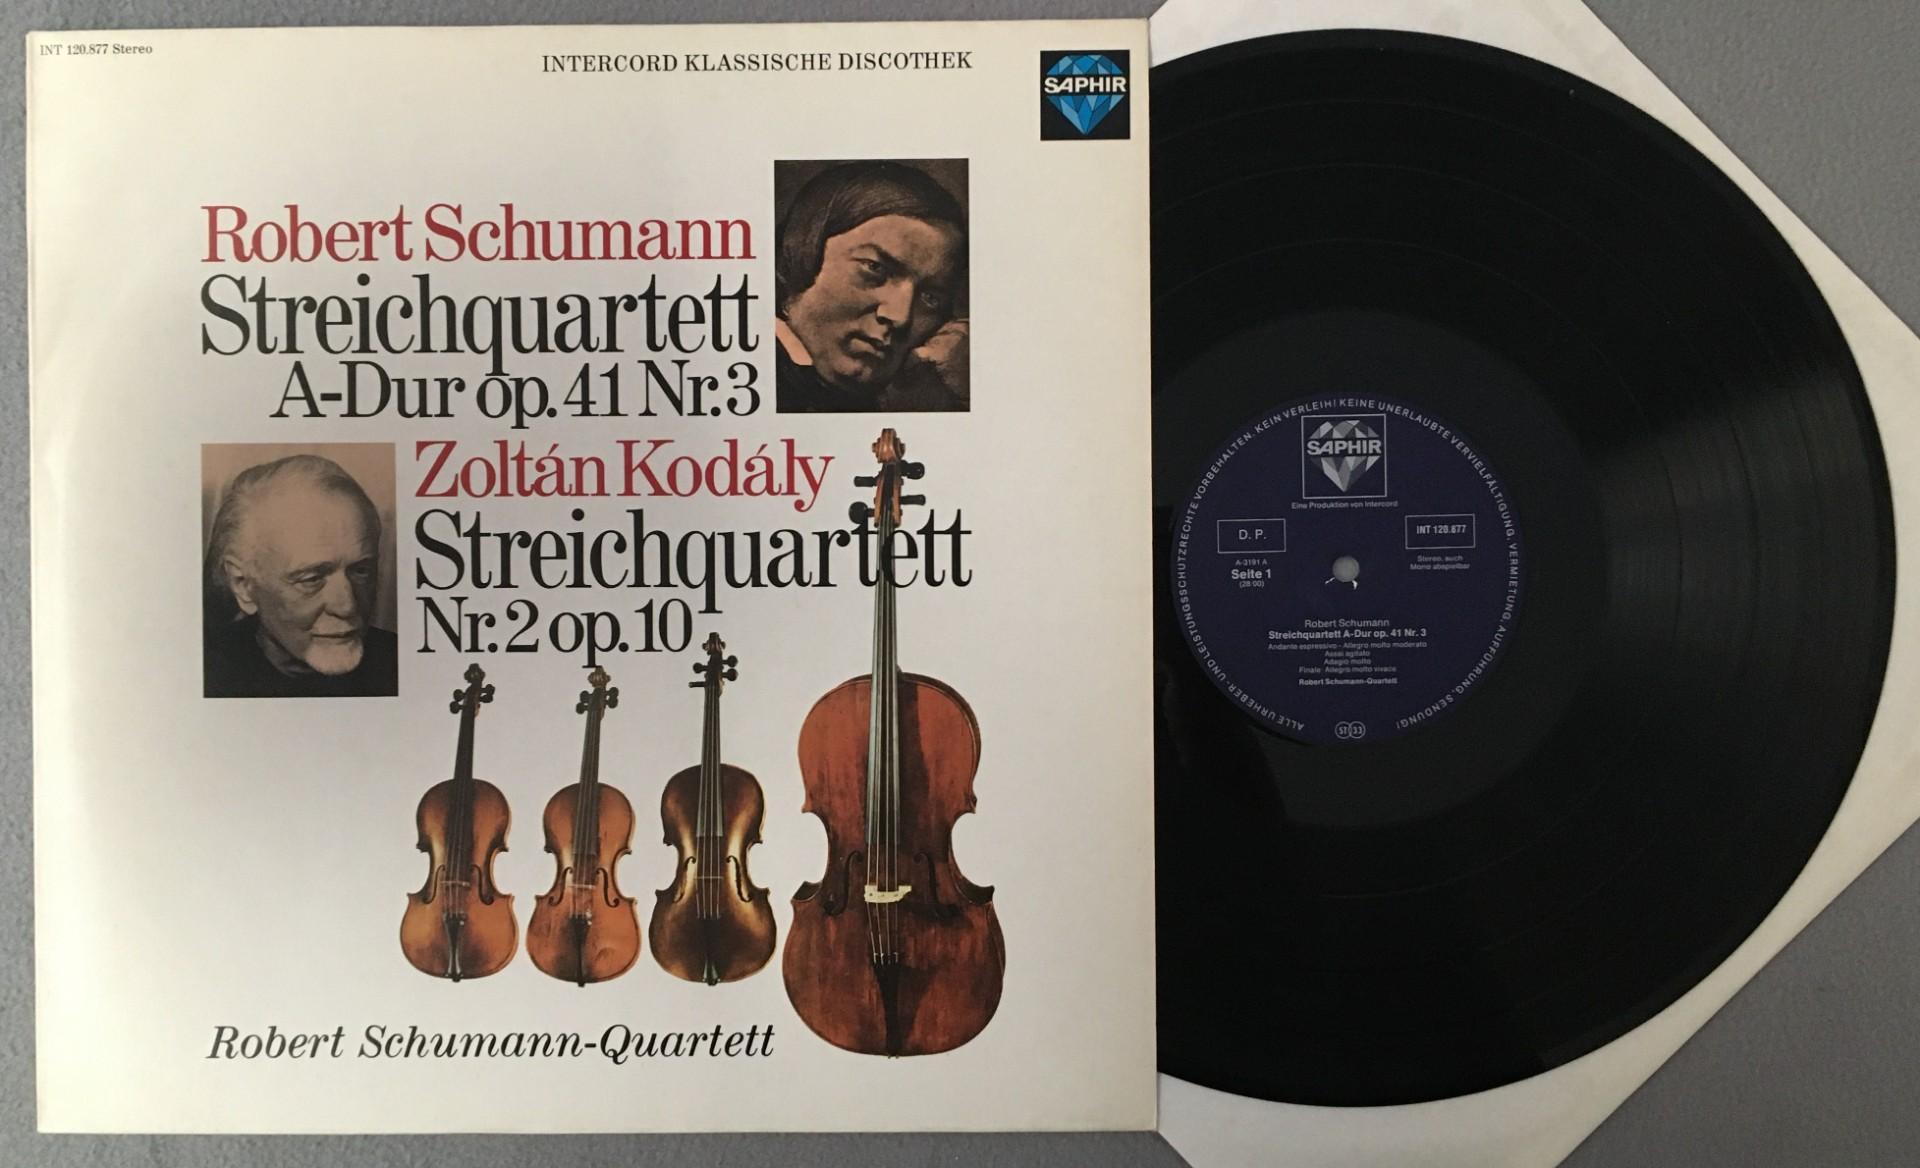 INT 120.877 Stereo
INTERCORD KLASSISCHE DISCOTHEK
SAPHIR
Robert Schumann
Streichquartett
A-Dur op. 41 Nr. 3
Zoltán Kodály
Streichquartett
Nr. 2 op. 10
Robert Schumann-Quartett
ALLE URHEBER- UND LEISTUNGSSCHUTZRECHTE VORBEHALTEN. KEIN VERLEIH! KEINE UNERLAUBTE VERVIELFÄLTIGUNG, VERMIETUNG, AUFFÜHRUNG, SENDUNG!
SAPHIR
Eine Produktion von Intercord
D. P.
INT 120.877
A-3191 A
Seite 1
(28:00)
Stereo, auch
Mono abspielbar
Robert Schumann
Streichquartett A-Dur op. 41 Nr. 3
Andante espressivo - Allegro molto moderato
Assai agitato
Adagio molto
Finale: Allegro molto vivace
Robert Schumann-Quartett
ST 33